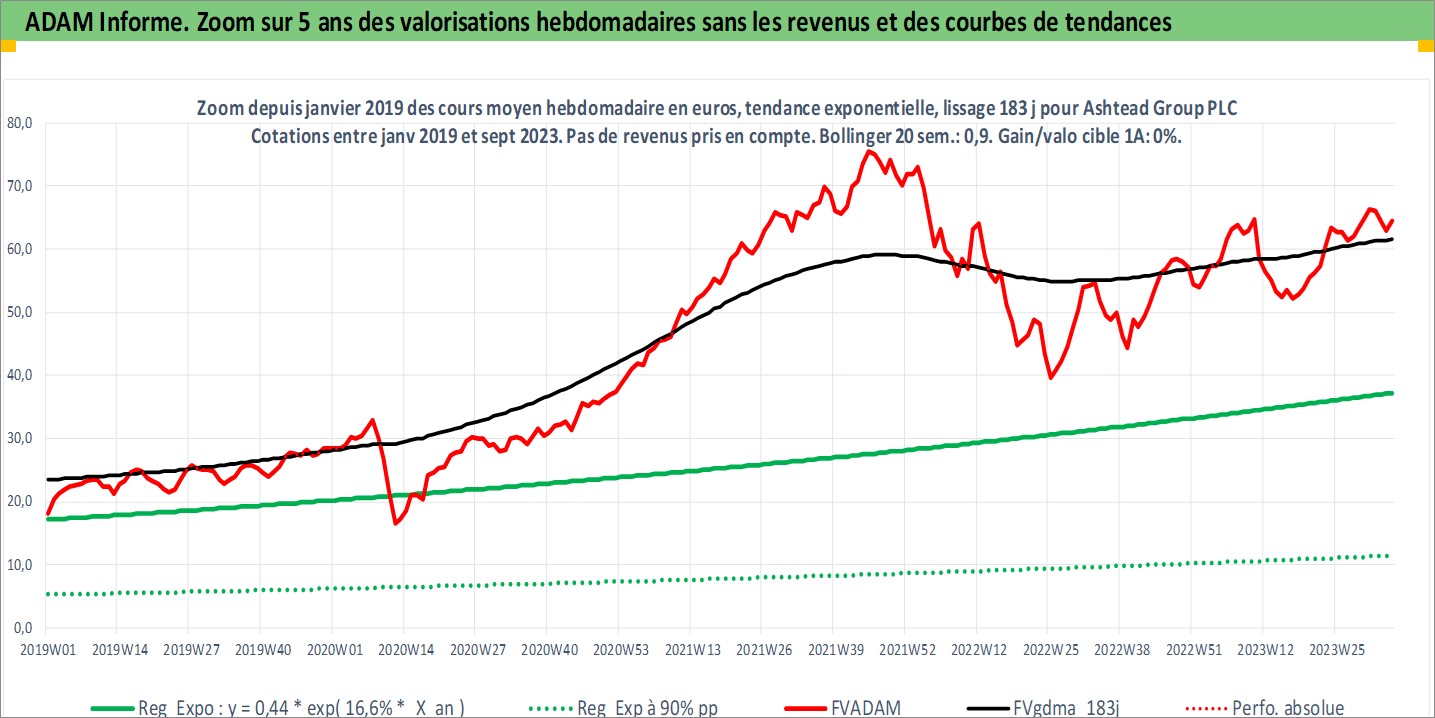 ADAM Informe. Zoom sur 5 ans des valorisations hebdomadaires sans les revenus et des courbes de tendances
Zoom depuis janvier 2019 des cours moyen hebdomadaire en euros, tendance exponentielle, lissage 183 j pour Ashtead Group PLC
Cotations entre janv 2019 et sept 2023. Pas de revenus pris en compte. Bollinger 20 sem.: 0,9. Gain/valo cible 1A: 0%.
80,0
70,0
60,0
50,0
40,0
30,0
20,0
10,0
0,0
2019W01 2019W14 2019W27 2019W40 2020W01 2020W14 2020W27 2020W40 2020W53 2021W13 2021W26 2021W39 2021W52 2022W12 2022W25 2022W38 2022W51 2023W12 2023W25
Reg Expo : y = 0,44 * exp( 16,6% * X an ) Reg Exp à 90% pp FVADAM FVgdma 183j Perfo. absolue